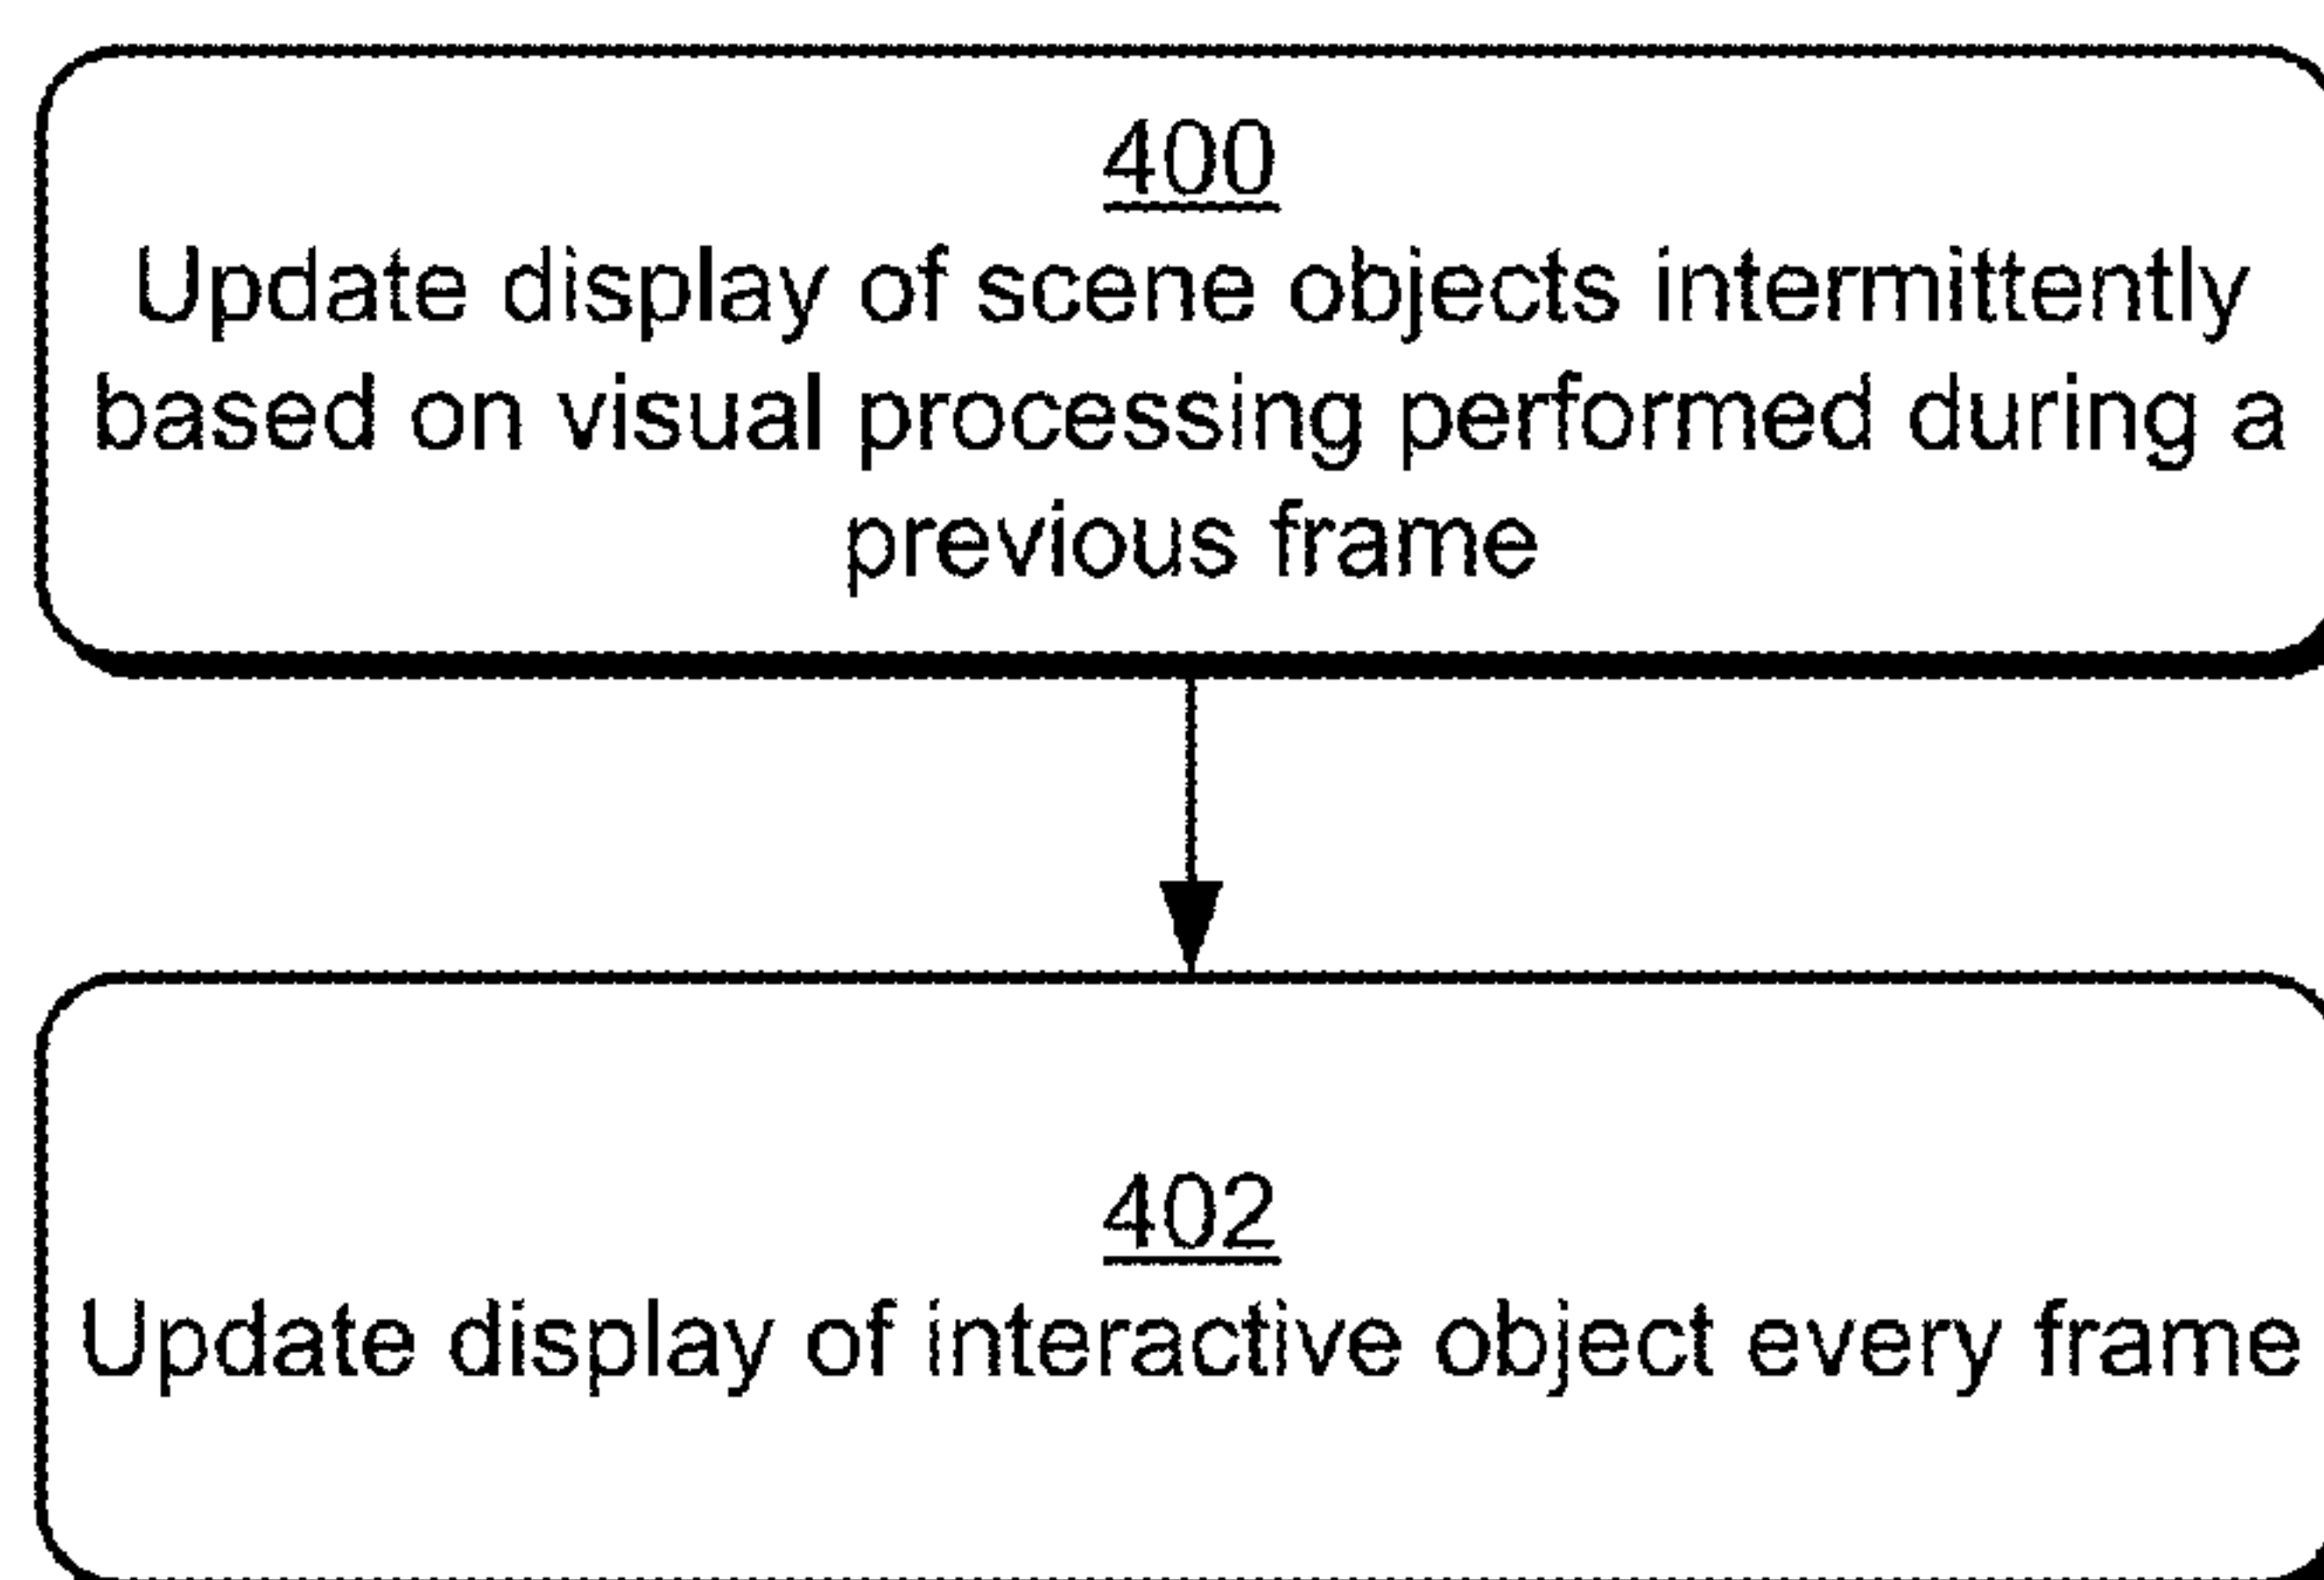 400
Update display of scene objects intermittently
based on visual processing performed during a
previous frame
402
Update display of interactive object every frame